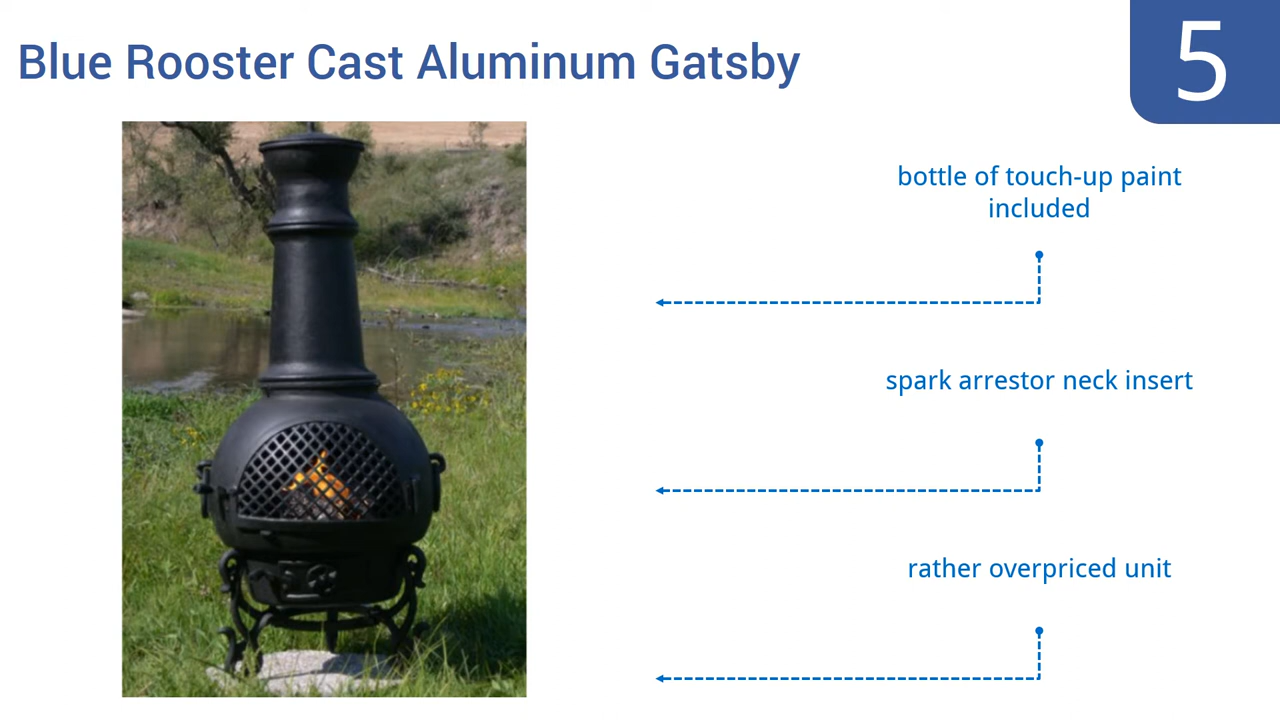 Blue Rooster Cast Aluminum Gatsby
5
bottle of touch-up paint
included
spark arrestor neck insert
rather overpriced unit